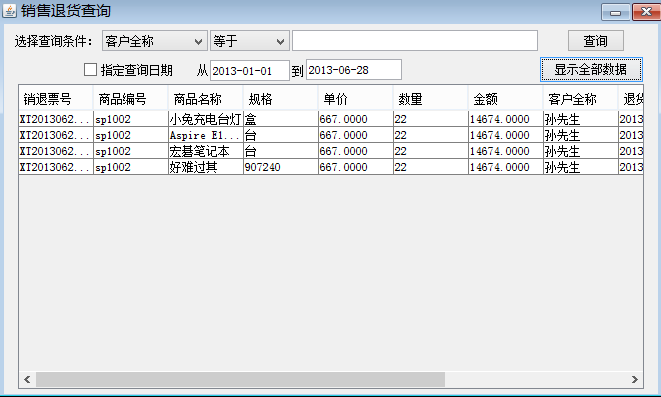 销售退货查询
选择查询条件： 客户全称 等于 查询
指定查询日期 从 2013-01-01 到 2013-06-28 显示全部数据
销退票号 商品编号 商品名称 规格 单价 数量 金额 客户全称 退货
XT2013062... sp1002 小兔充电台灯 盒 667.0000 22 14674.0000 孙先生 2013
XT2013062... sp1002 Aspire E1... 台 667.0000 22 14674.0000 孙先生 2013
XT2013062... sp1002 宏碁笔记本 台 667.0000 22 14674.0000 孙先生 2013
XT2013062... sp1002 好难过其 907240 667.0000 22 14674.0000 孙先生 2013